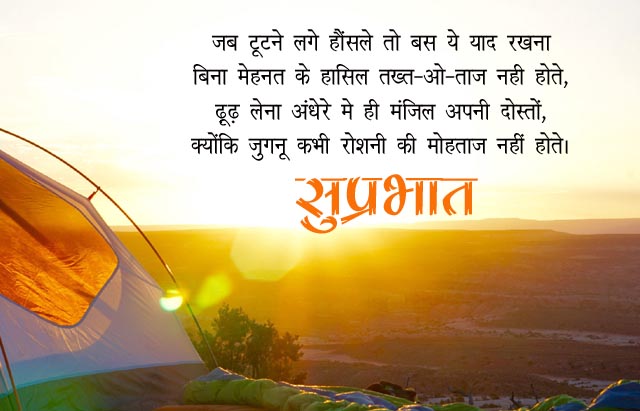 जब टूटने लगे हौंसले तो बस ये याद रखना
बिना मेहनत के हासिल तख्त-ओ-ताज नही होते,
ढूढ़ लेना अंधेरे मे ही मंजिल अपनी दोस्तों,
क्योंकि जुगनू कभी रोशनी की मोहताज नहीं होते।
सुप्रभात